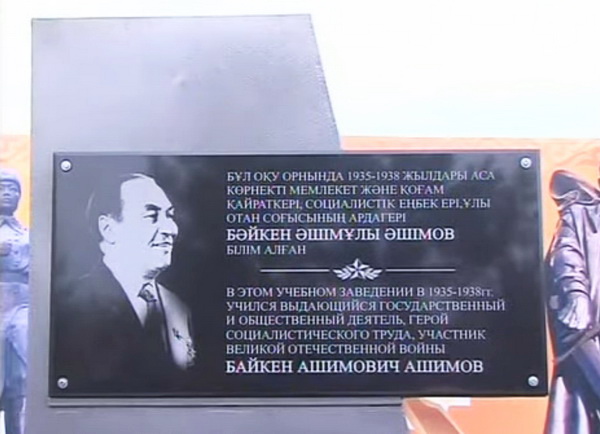 БҰЛ ОҚУ ОРНЫНДА 1935-1938 ЖЫЛДАРЫ АСА
КӨРНЕКТІ МЕМЛЕКЕТ ЖӘНЕ ҚОҒАМ
ҚАЙРАТКЕРІ, СОЦИАЛИСТІК ЕҢБЕК ЕРІ, ҰЛЫ
ОТАН СОҒЫСЫНЫҢ АРДАГЕРІ
БӘЙКЕН ӘШІМҰЛЫ ӘШІМОВ
БІЛІМ АЛҒАН
В ЭТОМ УЧЕБНОМ ЗАВЕДЕНИИ В 1935-1938гг.
УЧИЛСЯ ВЫДАЮЩИЙСЯ ГОСУДАРСТВЕННЫЙ
И ОБЩЕСТВЕННЫЙ ДЕЯТЕЛЬ, ГЕРОЙ
СОЦИАЛИСТИЧЕСКОГО ТРУДА, УЧАСТНИК
ВЕЛИКОЙ ОТЕЧЕСТВЕННОЙ ВОЙНЫ
БАЙКЕН АШИМОВИЧ АШИМОВ